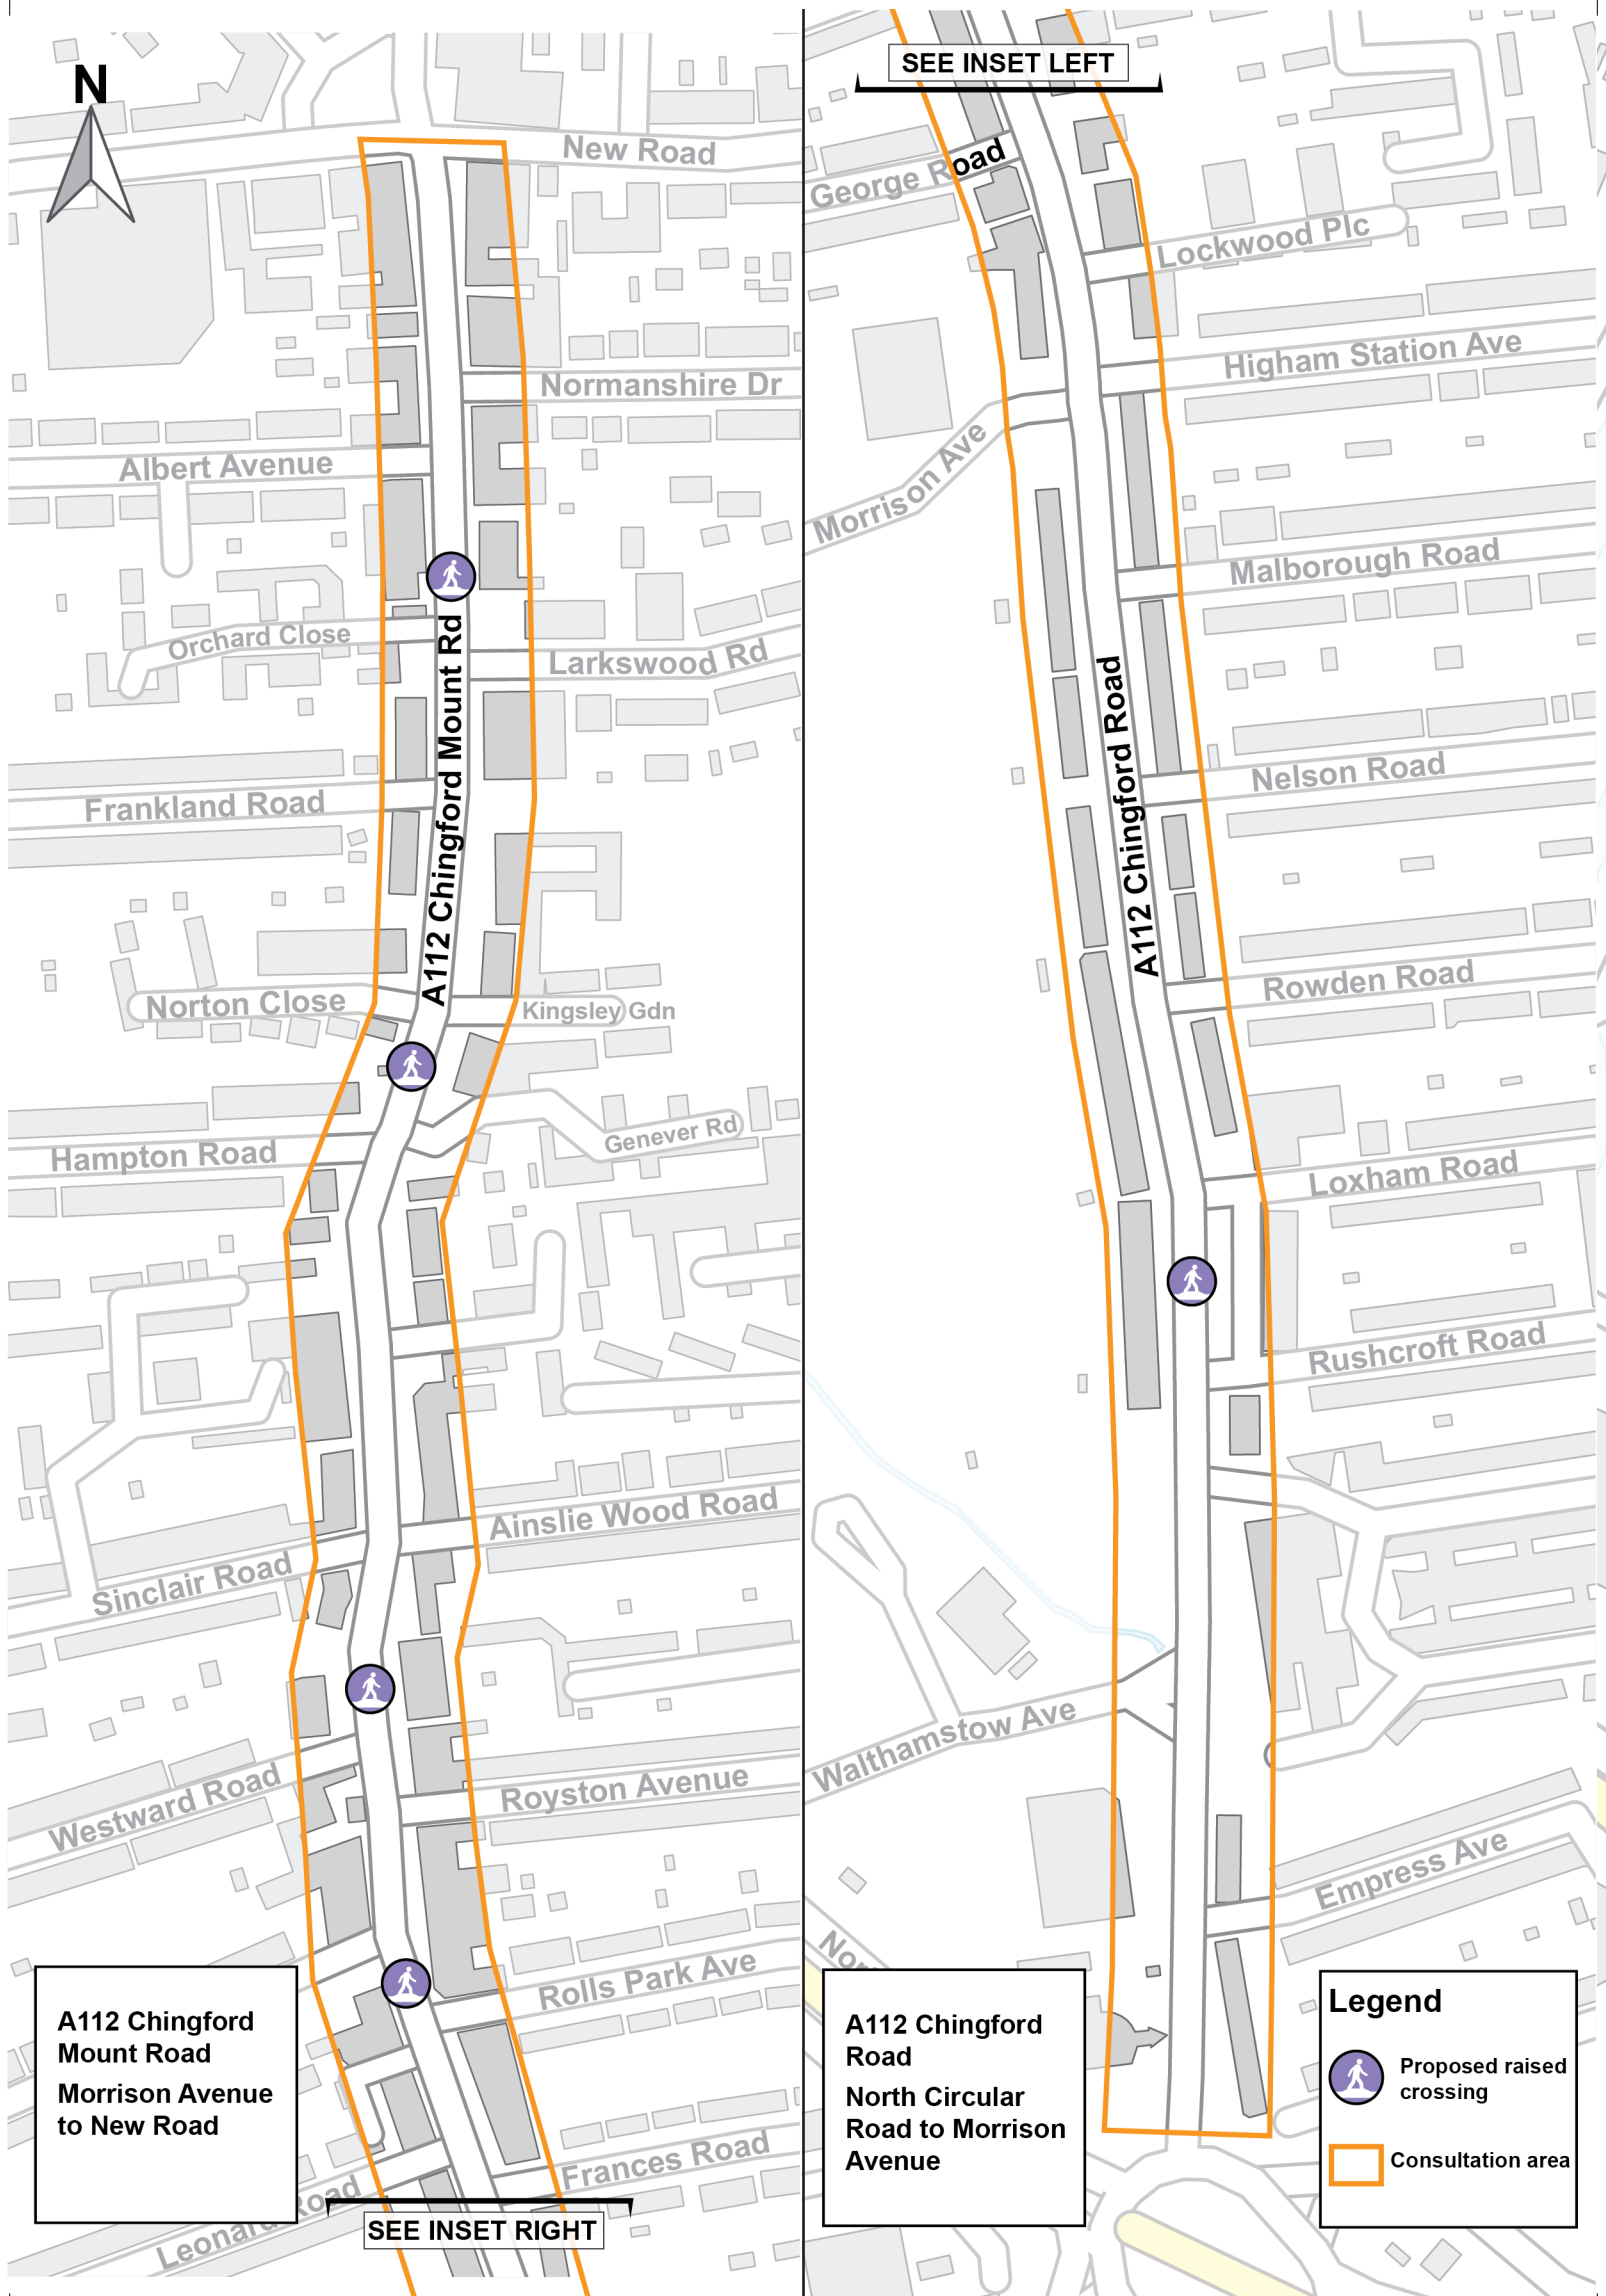 N
New Road
Normanshire Dr
Albert Avenue
Orchard Close
Larkswood Rd
A112 Chingford Mount Rd
Frankland Road
Norton Close
Kingsley Gdn
Genever Rd
Hampton Road
Ainslie Wood Road
Sinclair Road
Royston Avenue
Westward Road
Rolls Park Ave
Frances Road
Leonard Road
A112 Chingford
Mount Road
Morrison Avenue
to New Road
SEE INSET RIGHT
SEE INSET LEFT
George Road
Lockwood Plc
Higham Station Ave
Morrison Ave
Malborough Road
A112 Chingford Road
Nelson Road
Rowden Road
Loxham Road
Rushcroft Road
Walthamstow Ave
Empress Ave
A112 Chingford
Road
North Circular
Road to Morrison
Avenue
Legend
Proposed raised
crossing
Consultation area